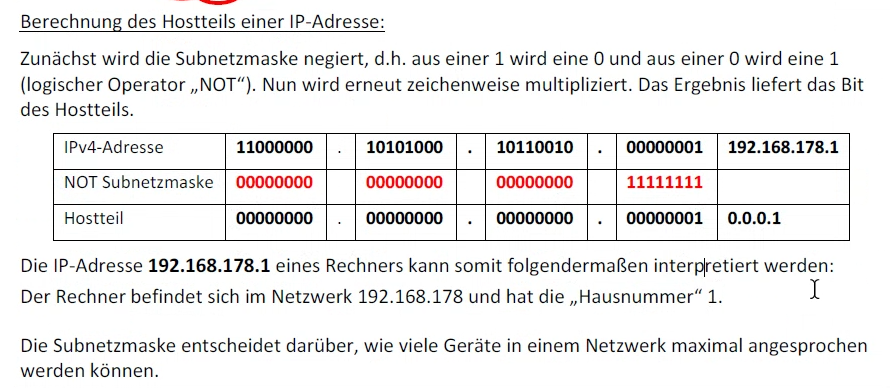 Berechnung des Hostteils einer IP-Adresse:
Zunächst wird die Subnetzmaske negiert, d.h. aus einer 1 wird eine 0 und aus einer 0 wird eine 1
(logischer Operator „NOT“). Nun wird erneut zeichenweise multipliziert. Das Ergebnis liefert das Bit
des Hostteils.
IPv4-Adresse 11000000 . 10101000 . 10110010 . 00000001 192.168.178.1
NOT Subnetzmaske 00000000 00000000 00000000 11111111
Hostteil 00000000 . 00000000 . 00000000 . 00000001 0.0.0.1
Die IP-Adresse 192.168.178.1 eines Rechners kann somit folgendermaßen interpretiert werden:
Der Rechner befindet sich im Netzwerk 192.168.178 und hat die „Hausnummer“ 1.
Die Subnetzmaske entscheidet darüber, wie viele Geräte in einem Netzwerk maximal angesprochen
werden können.